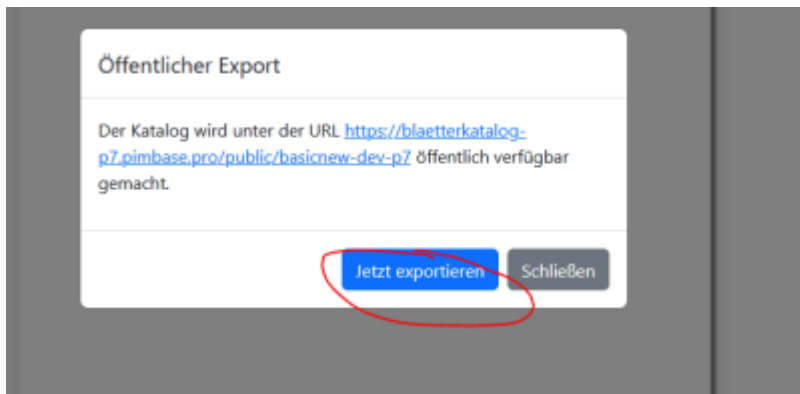 Öffentlicher Export
Der Katalog wird unter der URL https://blaetterkatalog-
p7.pimbase.pro/public/basicnew-dev-p7 öffentlich verfügbar
gemacht.
Jetzt exportieren Schließen